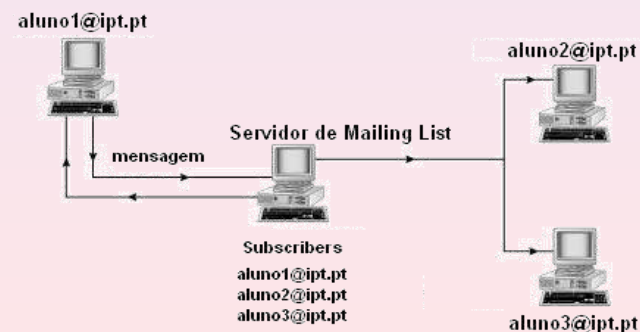 aluno1@ipt.pt
aluno2@ipt.pt
Servidor de Mailing List
mensagem
Subscribers
aluno1@ipt.pt
aluno2@ipt.pt
aluno3@ipt.pt
aluno3@ipt.pt